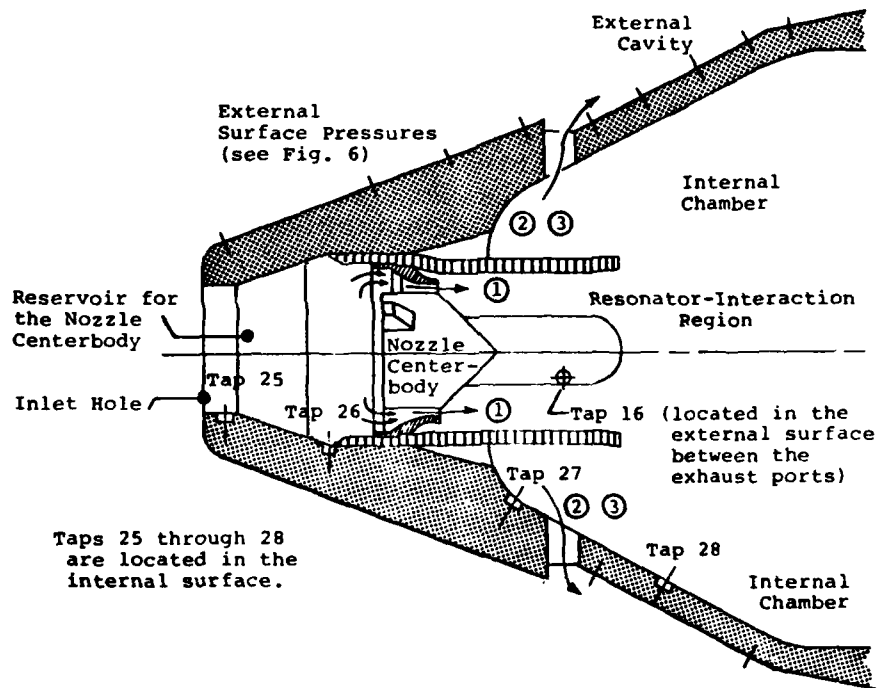 External
Cavity
External
Surface Pressures
(see Fig. 6)
Internal
Chamber
② ③
①
Reservoir for
the Nozzle
Centerbody
Resonator-Interaction
Region
Nozzle
Center-
body
Tap 25
Inlet Hole
Tap 26
①
Tap 16 (located in the
external surface
between the
exhaust ports)
Tap 27
② ③
Taps 25 through 28
are located in the
internal surface.
Tap 28
Internal
Chamber